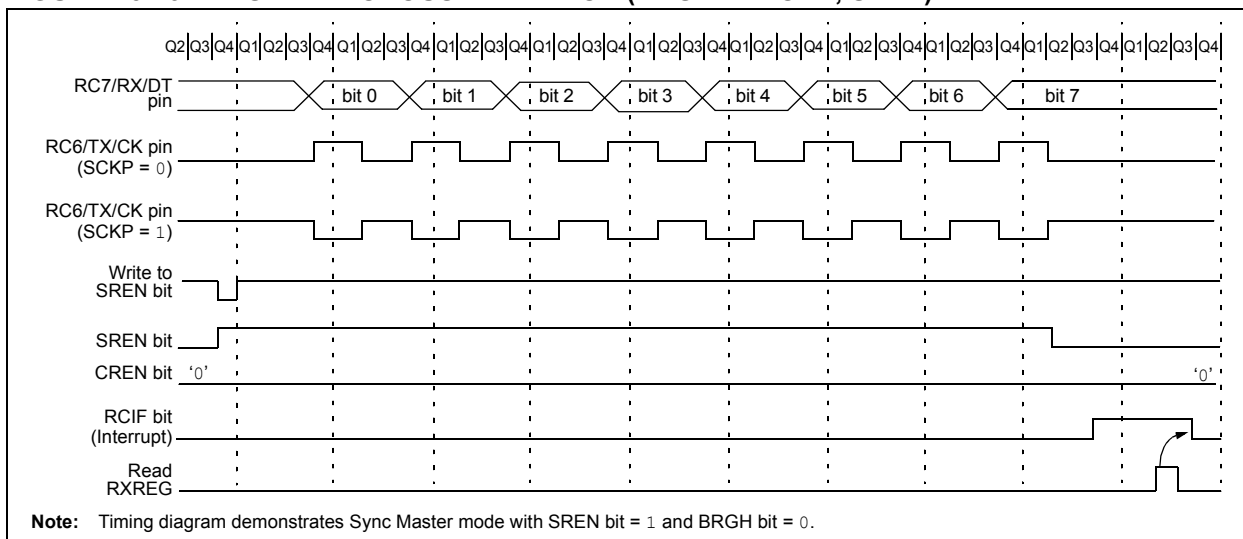 Q2 Q3 Q4 Q1 Q2 Q3 Q4 Q1 Q2 Q3 Q4 Q1 Q2 Q3 Q4 Q1 Q2 Q3 Q4 Q1 Q2 Q3 Q4 Q1 Q2 Q3 Q4 Q1 Q2 Q3 Q4 Q1 Q2 Q3 Q4 Q1 Q2 Q3 Q4 Q1 Q2 Q3 Q4
RC7/RX/DT
pin
bit 0 bit 1 bit 2 bit 3 bit 4 bit 5 bit 6 bit 7
RC6/TX/CK pin
(SCKP = 0)
RC6/TX/CK pin
(SCKP = 1)
Write to
SREN bit
SREN bit
CREN bit '0' '0'
RCIF bit
(Interrupt)
Read
RXREG
Note: Timing diagram demonstrates Sync Master mode with SREN bit = 1 and BRGH bit = 0.